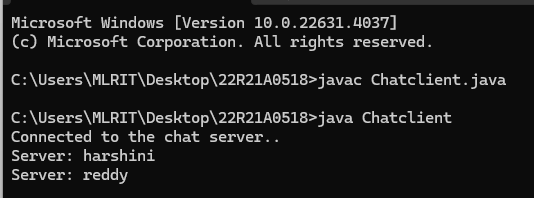 Microsoft Windows [Version 10.0.22631.4037]
(c) Microsoft Corporation. All rights reserved.
C:\Users\MLRIT\Desktop\22R21A0518>javac Chatclient.java
C:\Users\MLRIT\Desktop\22R21A0518>java Chatclient
Connected to the chat server..
Server: harshini
Server: reddy